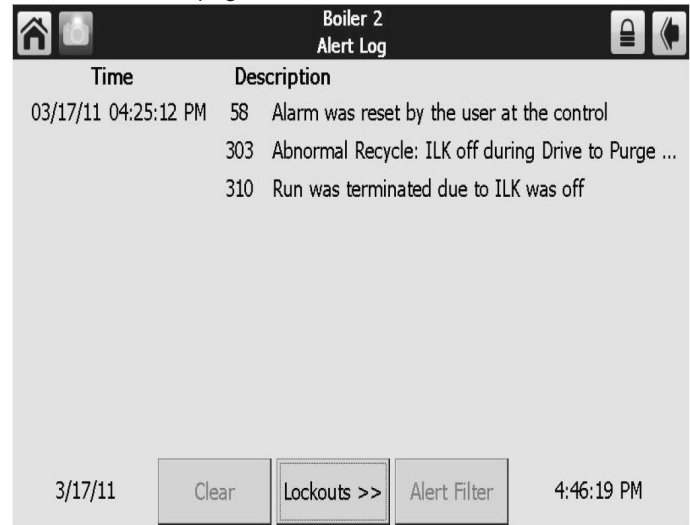 Boiler 2
Alert Log
Time Description
03/17/11 04:25:12 PM 58 Alarm was reset by the user at the control
303 Abnormal Recycle: ILK off during Drive to Purge ...
310 Run was terminated due to ILK was off
3/17/11 Clear Lockouts >> Alert Filter 4:46:19 PM